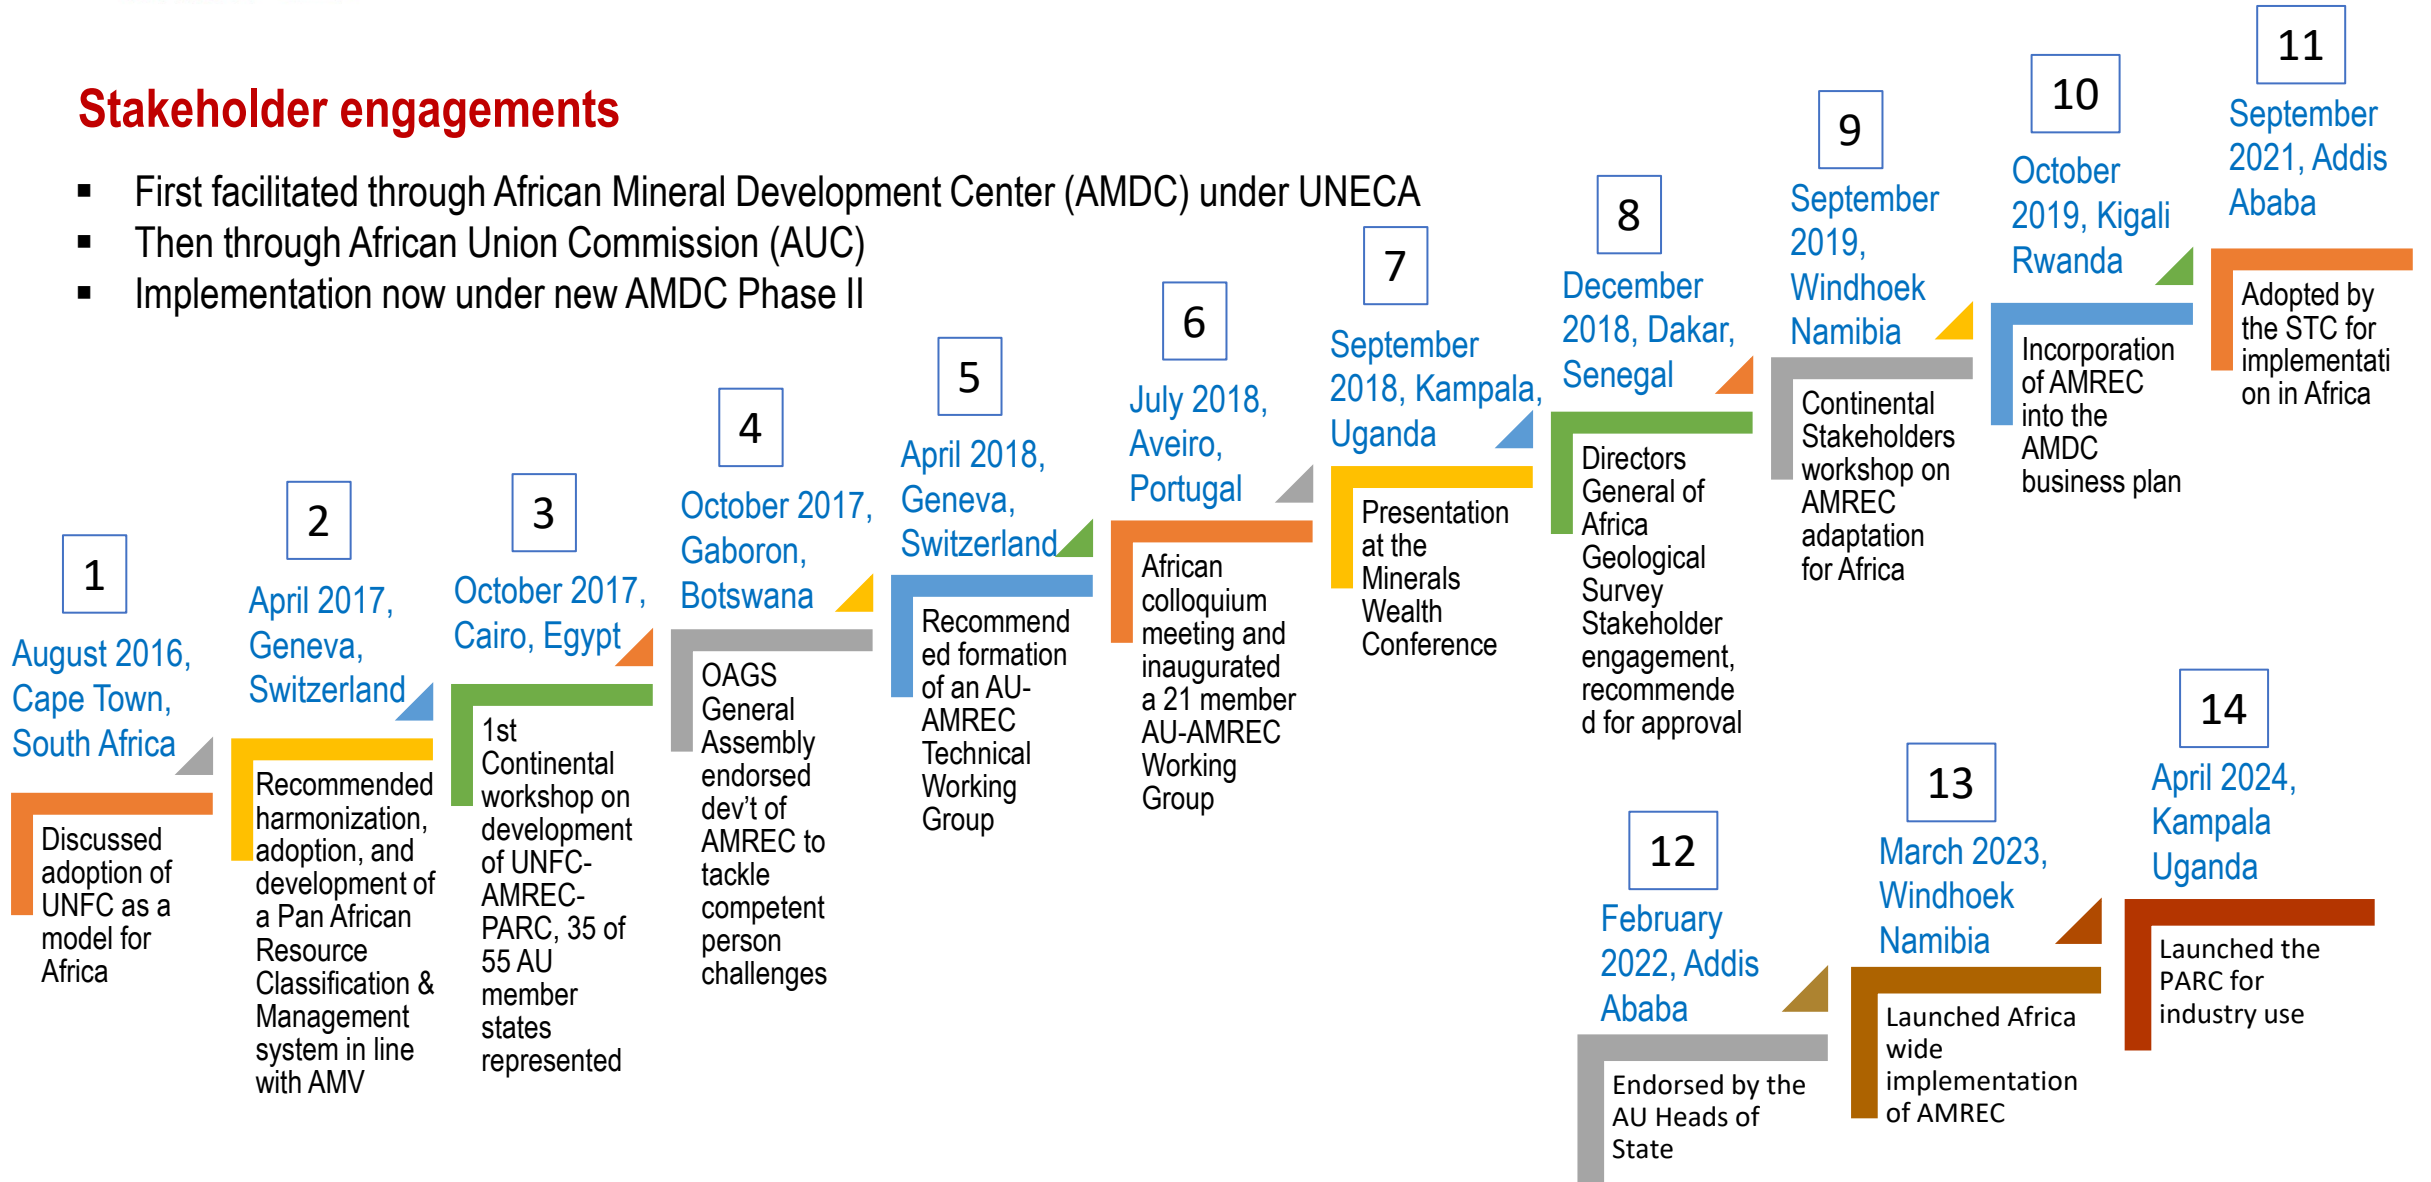 Stakeholder engagements
▪ First facilitated through African Mineral Development Center (AMDC) under UNECA
▪ Then through African Union Commission (AUC)
▪ Implementation now under new AMDC Phase II
1
August 2016,
Cape Town,
South Africa
Discussed
adoption of
UNFC as a
model for
Africa
2
April 2017,
Geneva,
Switzerland
Recommended
harmonization,
adoption, and
development of
a Pan African
Resource
Classification &
Management
system in line
with AMV
3
October 2017,
Cairo, Egypt
1st
Continental
workshop on
development
of UNFC-
AMREC-
PARC, 35 of
55 AU
member
states
represented
4
October 2017,
Gaboron,
Botswana
OAGS
General
Assembly
endorsed
dev’t of
AMREC to
tackle
competent
person
challenges
5
April 2018,
Geneva,
Switzerland
Recommend
ed formation
of an AU-
AMREC
Technical
Working
Group
6
July 2018,
Aveiro,
Portugal
African
colloquium
meeting and
inaugurated
a 21 member
AU-AMREC
Working
Group
7
September
2018, Kampala,
Uganda
Presentation
at the
Minerals
Wealth
Conference
8
December
2018, Dakar,
Senegal
Directors
General of
Africa
Geological
Survey
Stakeholder
engagement,
recommende
d for approval
9
September
2019,
Windhoek
Namibia
Continental
Stakeholders
workshop on
AMREC
adaptation
for Africa
10
October
2019, Kigali
Rwanda
Incorporation
of AMREC
into the
AMDC
business plan
11
September
2021, Addis
Ababa
Adopted by
the STC for
implementati
on in Africa
12
February
2022, Addis
Ababa
Endorsed by the
AU Heads of
State
13
March 2023,
Windhoek
Namibia
Launched Africa
wide
implementation
of AMREC
14
April 2024,
Kampala
Uganda
Launched the
PARC for
industry use